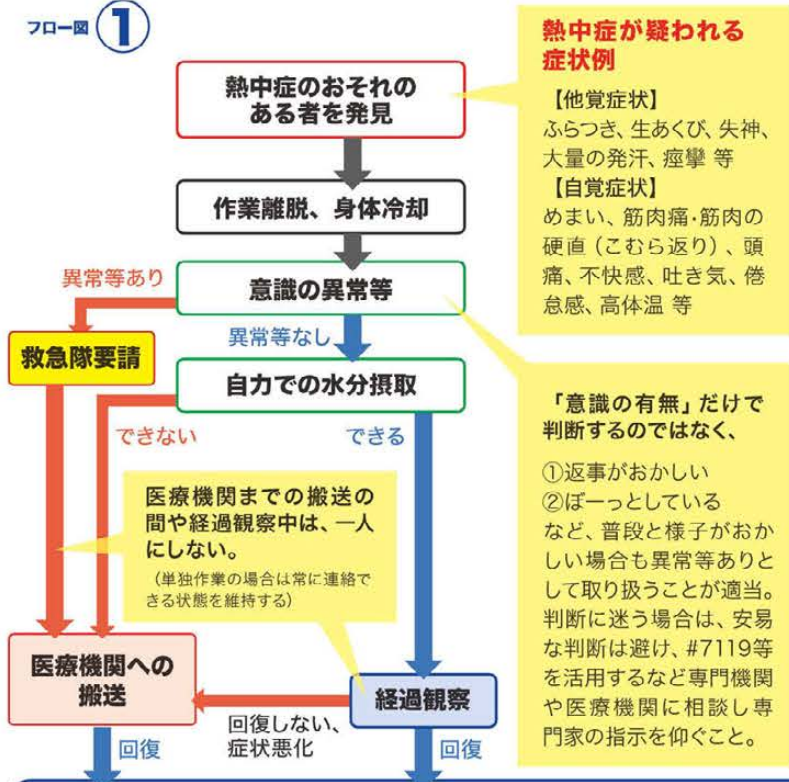 フロー図 1
熱中症のおそれの
ある者を発見
作業離脱、身体冷却
異常等あり
意識の異常等
異常等なし
救急隊要請
自力での水分摂取
できない
できる
医療機関までの搬送の
間や経過観察中は、一人
にしない。
(単独作業の場合は常に連絡で
きる状態を維持する)
医療機関への
搬送
経過観察
回復しない、
症状悪化
回復
回復
熱中症が疑われる
症状例
【他覚症状】
ふらつき、生あくび、失神、
大量の発汗、痙攣 等
【自覚症状】
めまい、筋肉痛・筋肉の
硬直(こむら返り)、頭
痛、不快感、吐き気、倦
怠感、高体温 等
「意識の有無」だけで
判断するのではなく、
①返事がおかしい
②ぼーっとしている
など、普段と様子がおか
しい場合も異常等ありと
して取り扱うことが適当。
判断に迷う場合は、安易
な判断は避け、#7119等
を活用するなど専門機関
や医療機関に相談し専
門家の指示を仰ぐこと。